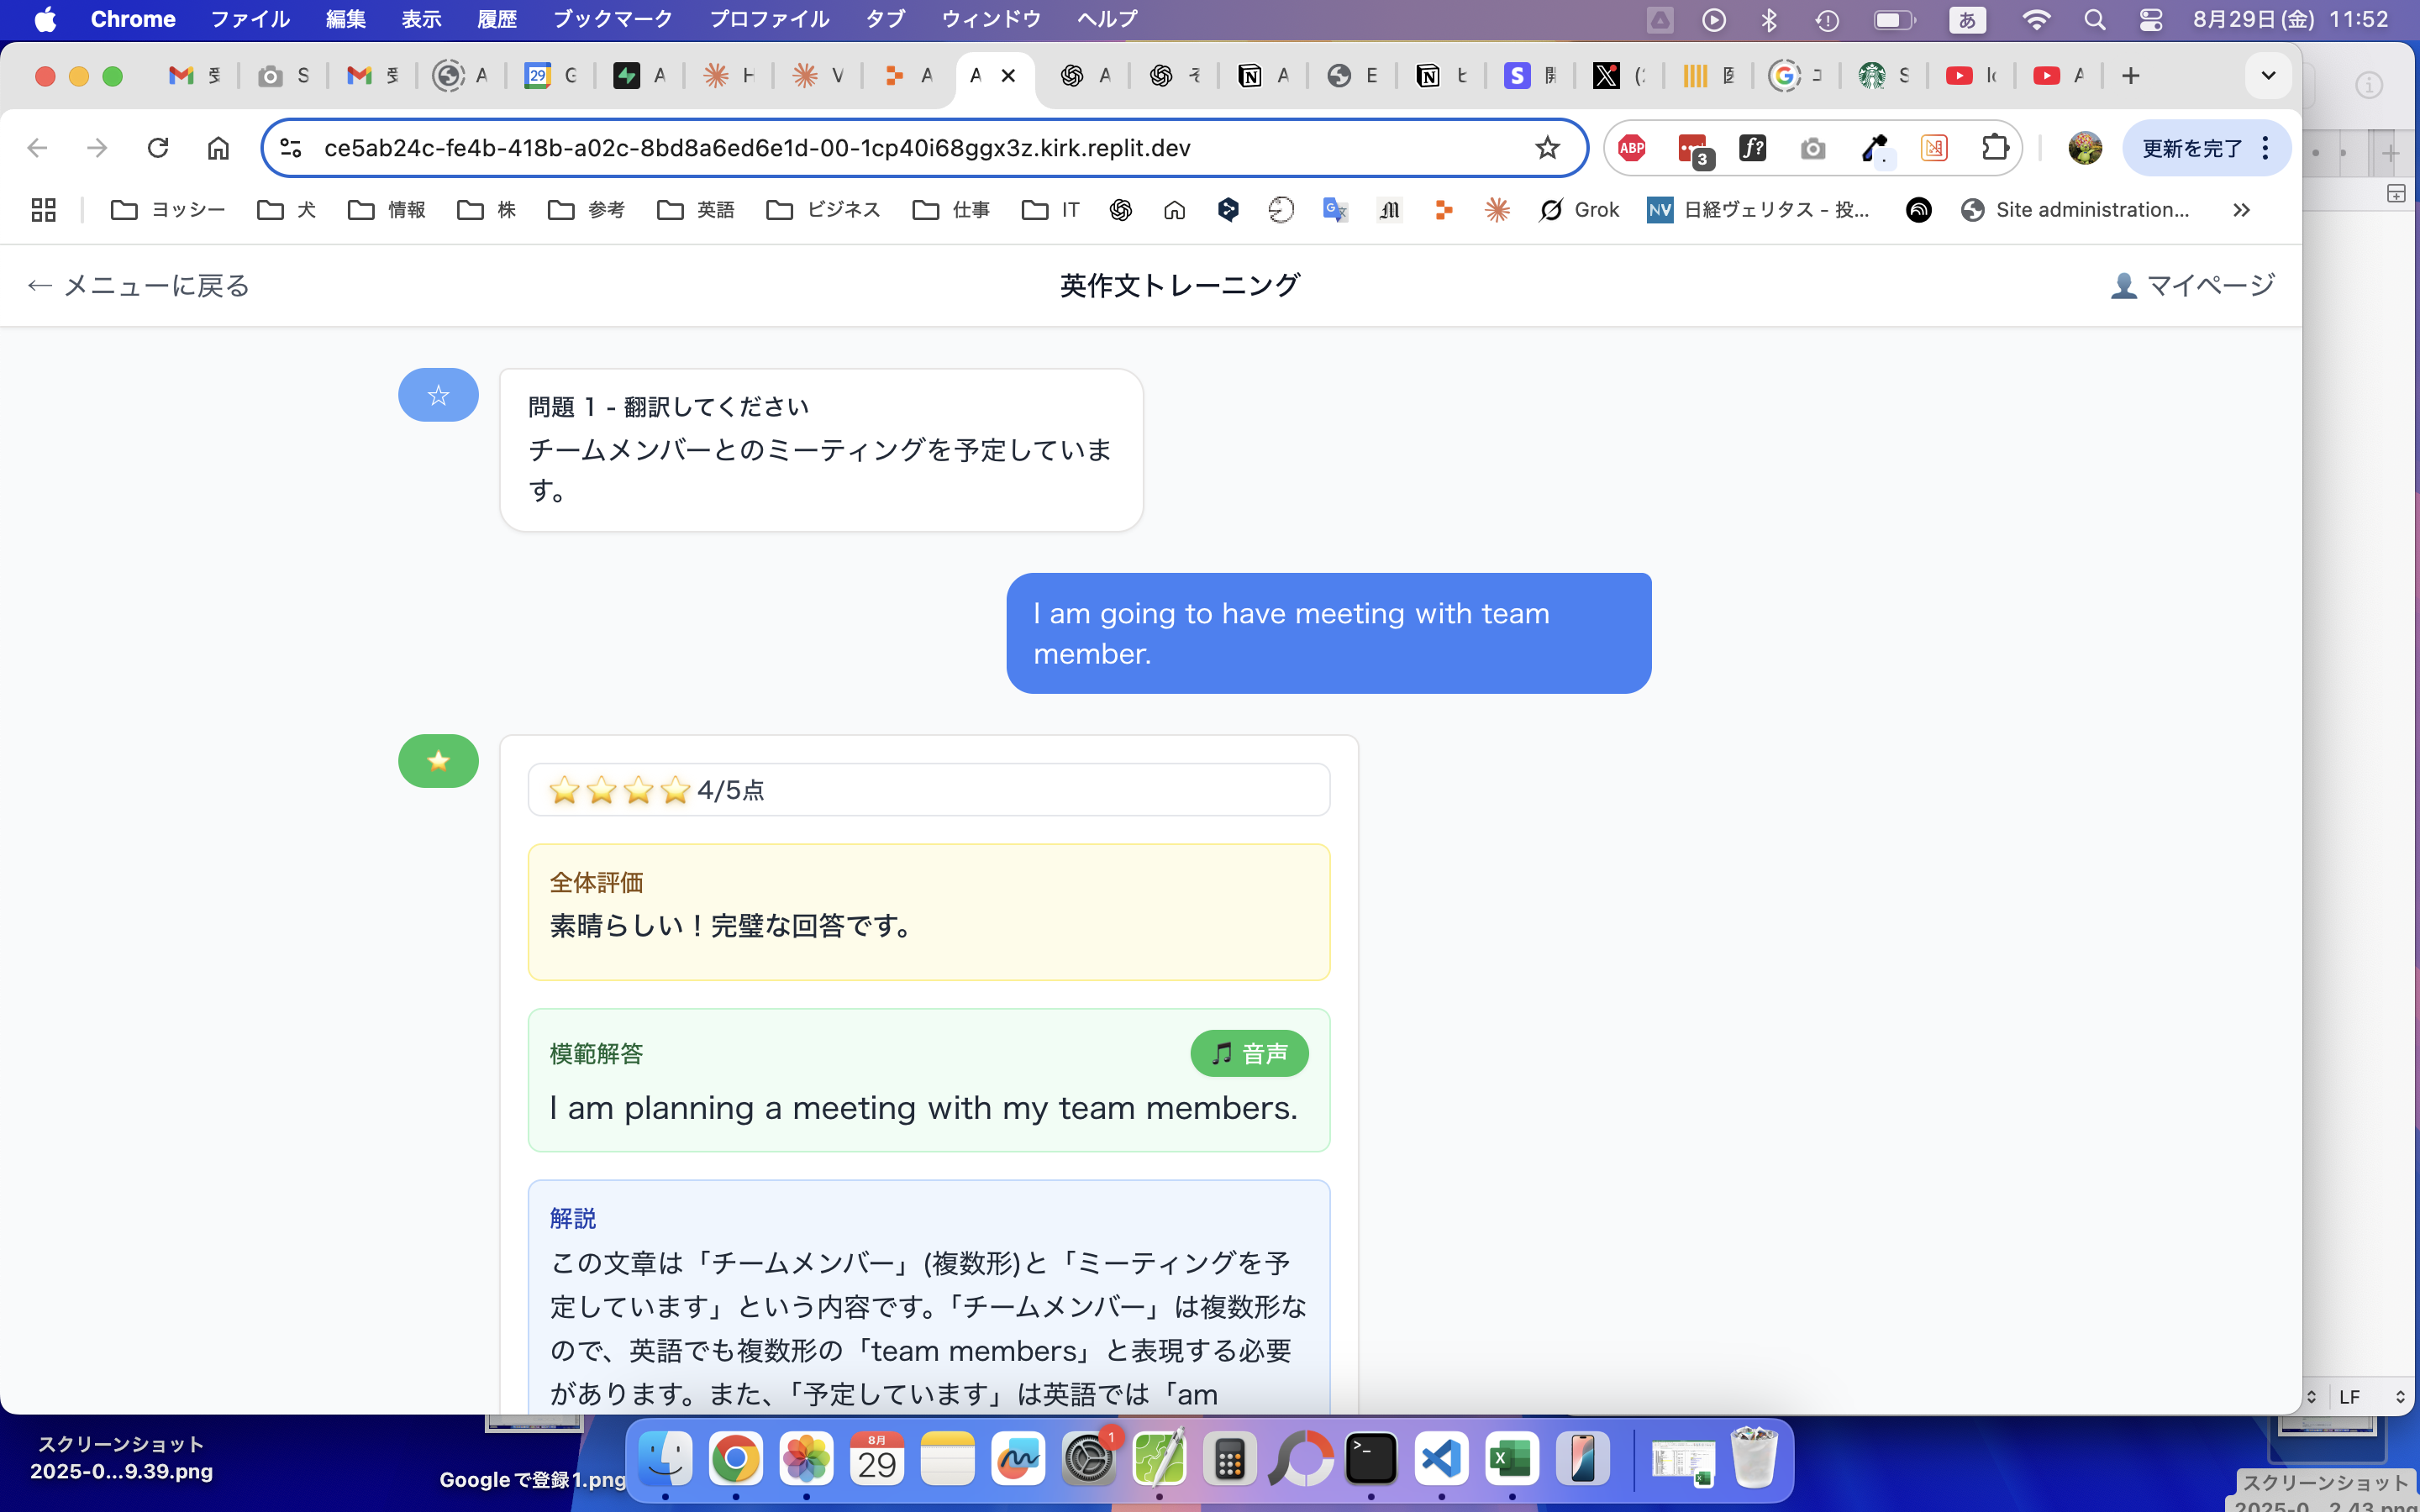 Chrome ファイル 編集 表示 履歴 ブックマーク プロファイル タブ ウィンドウ ヘルプ
あ 8月29日(金) 11:52
S A 29 G A H V A A A A E S X Io A
ce5ab24c-fe4b-418b-a02c-8bd8a6ed6e1d-00-1cp40i68ggx3z.kirk.replit.dev
ABP 3 f? 更新を完了
ヨッシー 犬 情報 株 参考 英語 ビジネス 仕事 IT Grok NV 日経ヴェリタス - 投... Site administration...
← メニューに戻る
英作文トレーニング
マイページ
問題 1 - 翻訳してください
チームメンバーとのミーティングを予定していま
す。
I am going to have meeting with team
member.
4/5点
全体評価
素晴らしい！完璧な回答です。
模範解答
音声
I am planning a meeting with my team members.
解説
この文章は「チームメンバー」(複数形)と「ミーティングを予
定しています」という内容です。「チームメンバー」は複数形な
ので、英語でも複数形の「team members」と表現する必要
があります。また、「予定しています」は英語では「am
LF
スクリーンショット
2025-0...9.39.png
Googleで登録1.png
8月
29
1
スクリーンショット